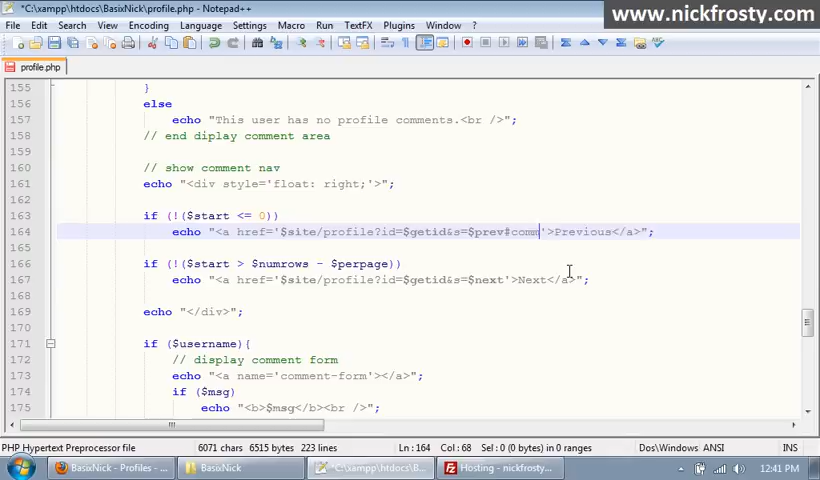 *C:\xampp\htdocs\BasixNick\profile.php - Notepad++
www.nickfrosty.com
File Edit Search View Encoding Language Settings Macro Run TextFX Plugins Window ?
profile.php
155 }
156 else
157 echo "This user has no profile comments.<br />";
158 // end diplay comment area
159
160 // show comment nav
161 echo "<div style='float: right;'>";
162
163 if (!($start <= 0))
164 echo "<a href='$site/profile?id=$getid&s=$prev#comm'>Previous</a>";
165
166 if (!($start > $numrows - $perpage))
167 echo "<a href='$site/profile?id=$getid&s=$next'>Next</a>";
168
169 echo "</div>";
170
171 if ($username){
172 // display comment form
173 echo "<a name='comment-form'></a>";
174 if ($msg)
175 echo "<b>$msg</b><br />";
PHP Hypertext Preprocessor file 6071 chars 6515 bytes 223 lines Ln : 164 Col : 68 Sel : 0 (0 bytes) in 0 ranges Dos\Windows ANSI INS
BasixNick - Profiles - ... BasixNick *C:\xampp\htdocs\B... Hosting - nickfrosty... 12:41 PM